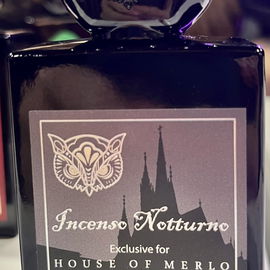 Incenso Notturno
Exclusive for
HOUSE OF MERLO